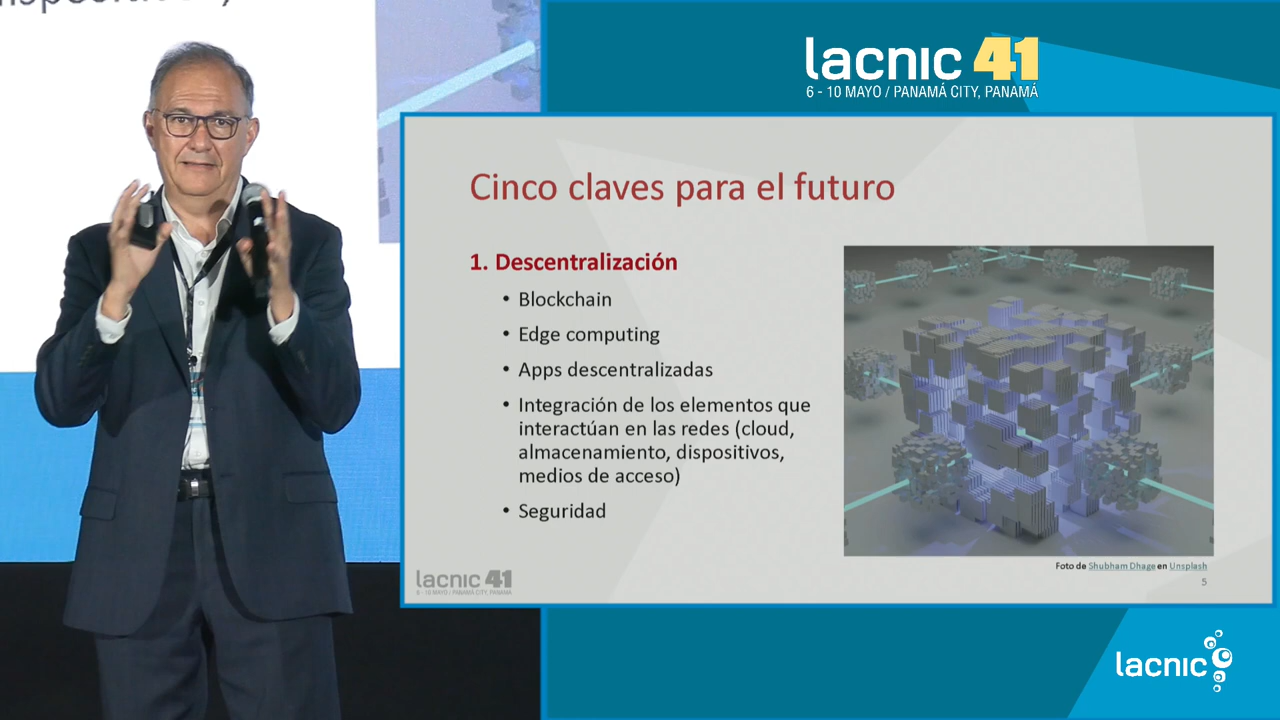 lacnic 41
6 - 10 MAYO / PANAMÁ CITY, PANAMÁ
Cinco claves para el futuro
1. Descentralización
• Blockchain
• Edge computing
• Apps descentralizadas
• Integración de los elementos que
interactúan en las redes (cloud,
almacenamiento, dispositivos,
medios de acceso)
• Seguridad
Foto de Shubham Dhage en Unsplash
5
lacnic 41
6 - 10 MAYO / PANAMÁ CITY, PANAMÁ
lacnic